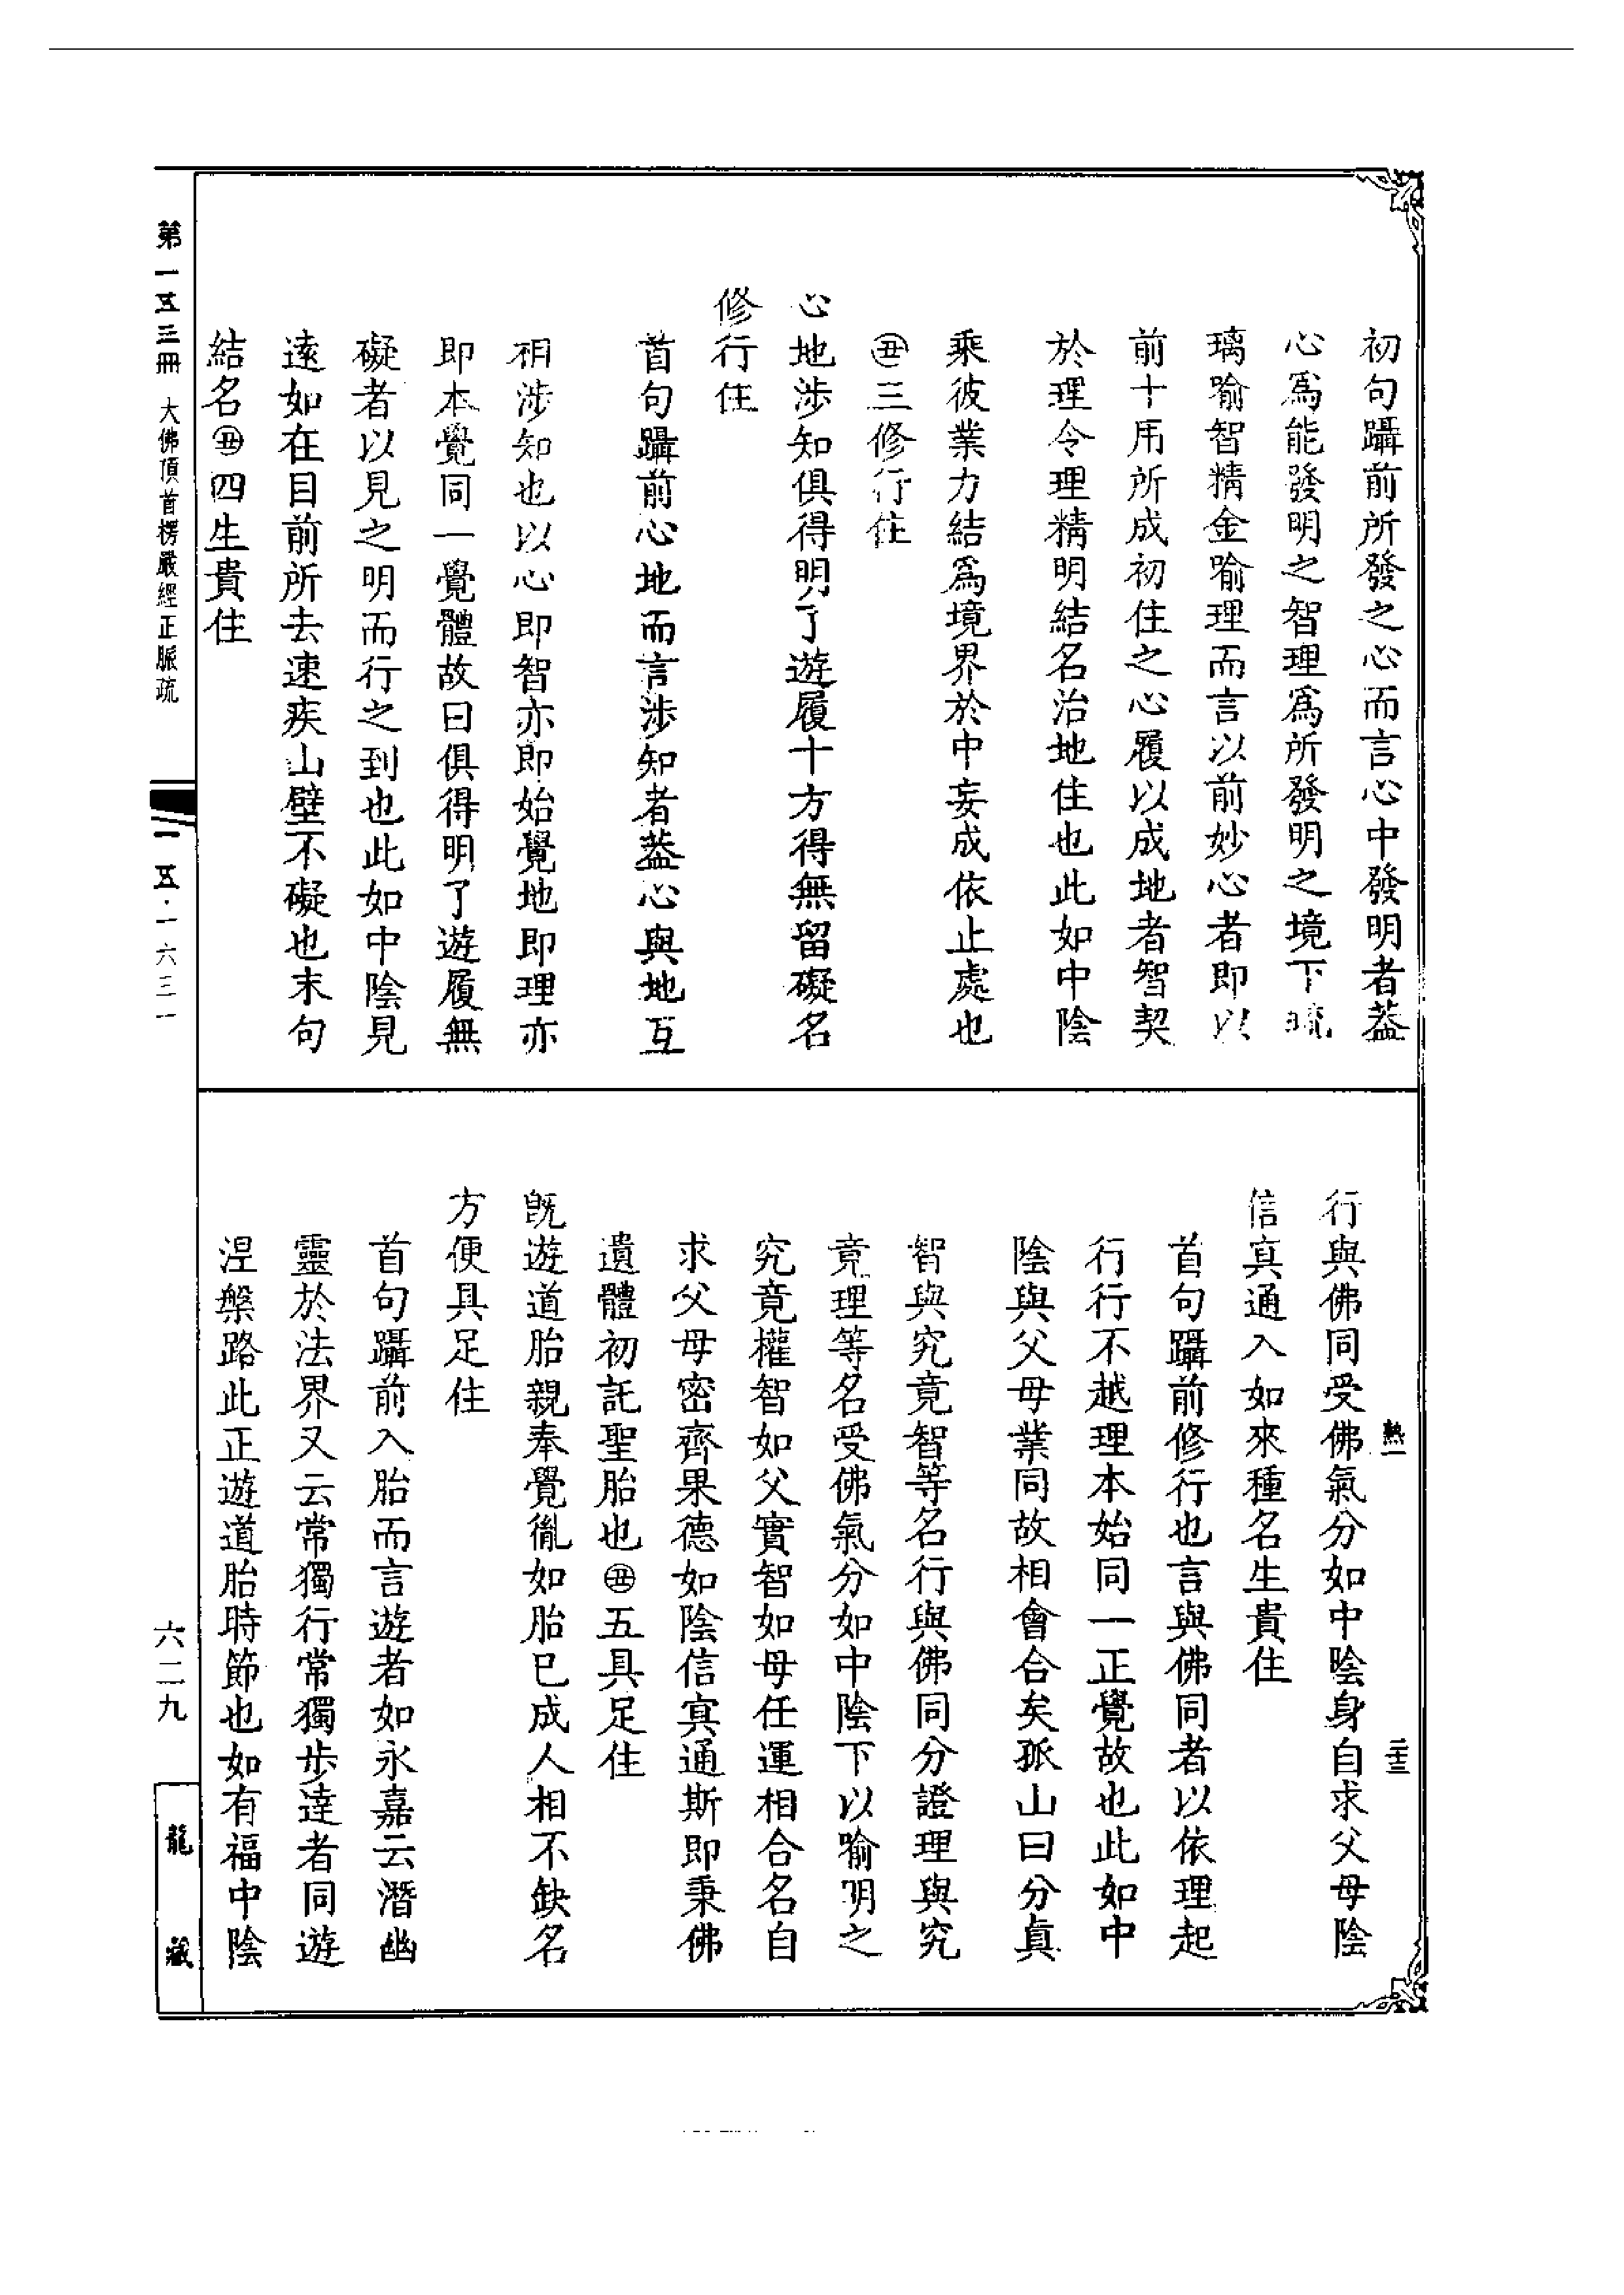 初句躡前所發之心而言心中發明者葢
心爲能發明之智理爲所發明之境下琉
璃喻智精金喻理而言以前妙心者即以
前十用所成初住之心履以成地者智契
於理令理精明結名治地住也此如中陰
乘彼業力結爲境界於中妄成依止處也
㊄三修行住
心地涉知俱得明了遊履十方得無留礙名
修行住
首句躡前心地而言涉知者葢心與地互
相涉知也以心即智亦即始覺地即理亦
即本覺同一覺體故曰俱得明了遊履無
礙者以見之明而行之到也此如中陰見
遠如在目前所去速疾山壁不礙也末句
結名㊄四生貴住
行與佛同受佛氣分如中陰身自求父母陰
信冥通入如來種名生貴住
首句躡前修行也言與佛同者以依理起
行行不越理本始同一正覺故也此如中
陰與父母業同故相會合矣孤山曰分真
智與究竟智等名行與佛同分證理與究
竟理等名受佛氣分如中陰下以喻明之
究竟權智如父實智如母任運相合名自
求父母密齊果德如陰信冥通斯即秉佛
遺體初託聖胎也㊄五具足住
既遊道胎親奉覺胤如胎已成人相不缺名
方便具足住
首句躡前入胎而言遊者如永嘉云潛幽
靈於法界又云常獨行常獨步達者同遊
涅槃路此正遊道胎時節也如有福中陰
熱一
三十三
第一五三冊 大佛頂首楞嚴經正脈疏
一五·一六三一
六二九
龍藏